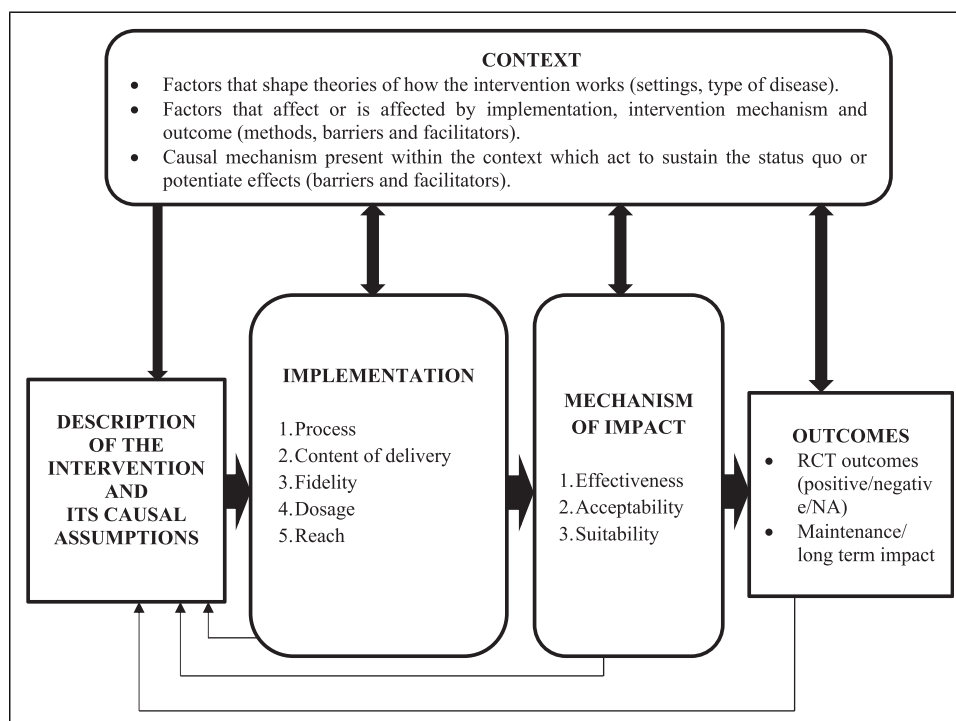 CONTEXT
• Factors that shape theories of how the intervention works (settings, type of disease).
• Factors that affect or is affected by implementation, intervention mechanism and
outcome (methods, barriers and facilitators).
• Causal mechanism present within the context which act to sustain the status quo or
potentiate effects (barriers and facilitators).
DESCRIPTION
OF THE
INTERVENTION
AND
ITS CAUSAL
ASSUMPTIONS
IMPLEMENTATION
1. Process
2. Content of delivery
3. Fidelity
4. Dosage
5. Reach
MECHANISM
OF IMPACT
1. Effectiveness
2. Acceptability
3. Suitability
OUTCOMES
• RCT outcomes
(positive/negativ
e/NA)
• Maintenance/
long term impact